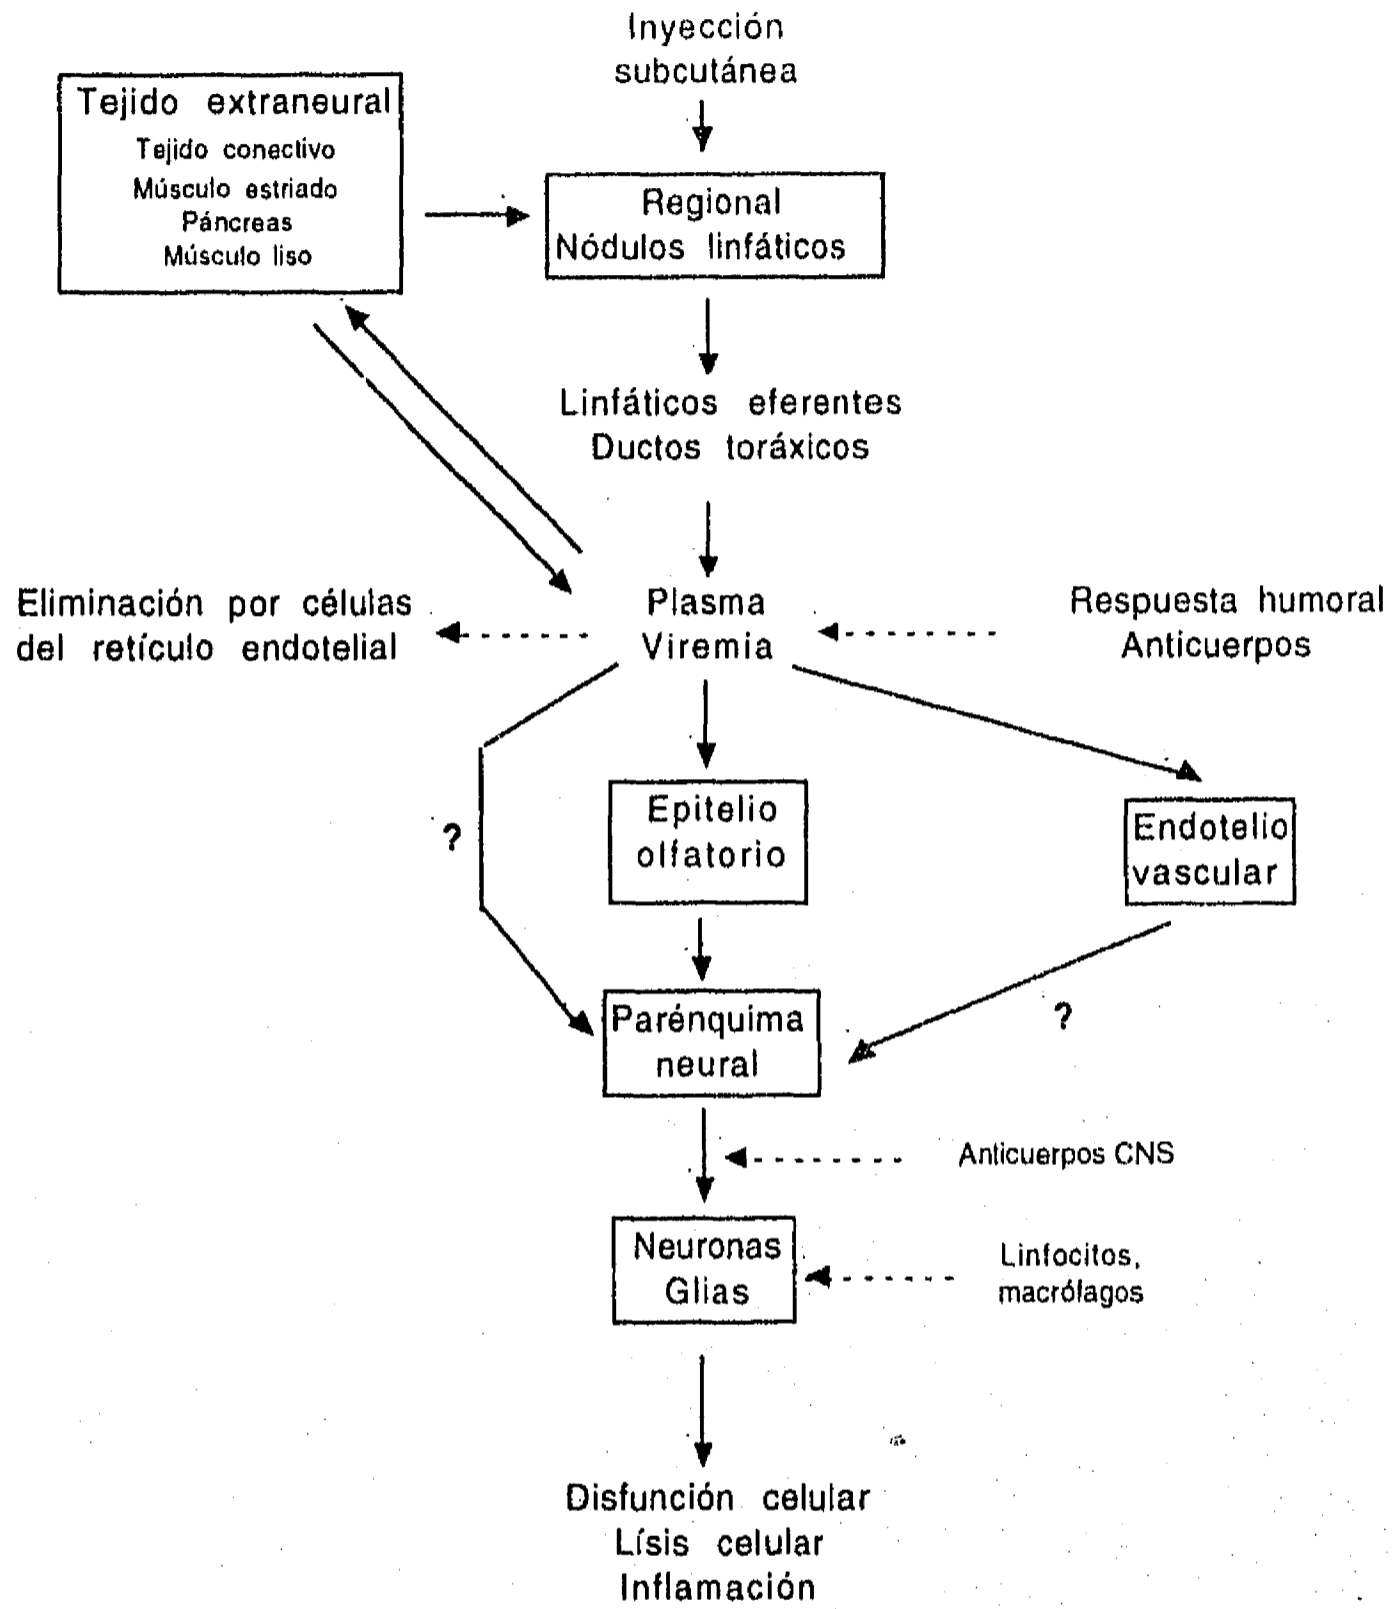 Inyección
subcutánea
Tejido extraneural
Tejido conectivo
Músculo estriado
Páncreas
Músculo liso
Regional
Nódulos linfáticos
Linfáticos eferentes
Ductos toráxicos
Eliminación por células
del retículo endotelial
Plasma
Viremia
Respuesta humoral
Anticuerpos
?
Epitelio
olfatorio
Endotelio
vascular
Parénquima
neural
?
Anticuerpos CNS
Neuronas
Glias
Linfocitos,
macrófagos
Disfunción celular
Lísis celular
Inflamación